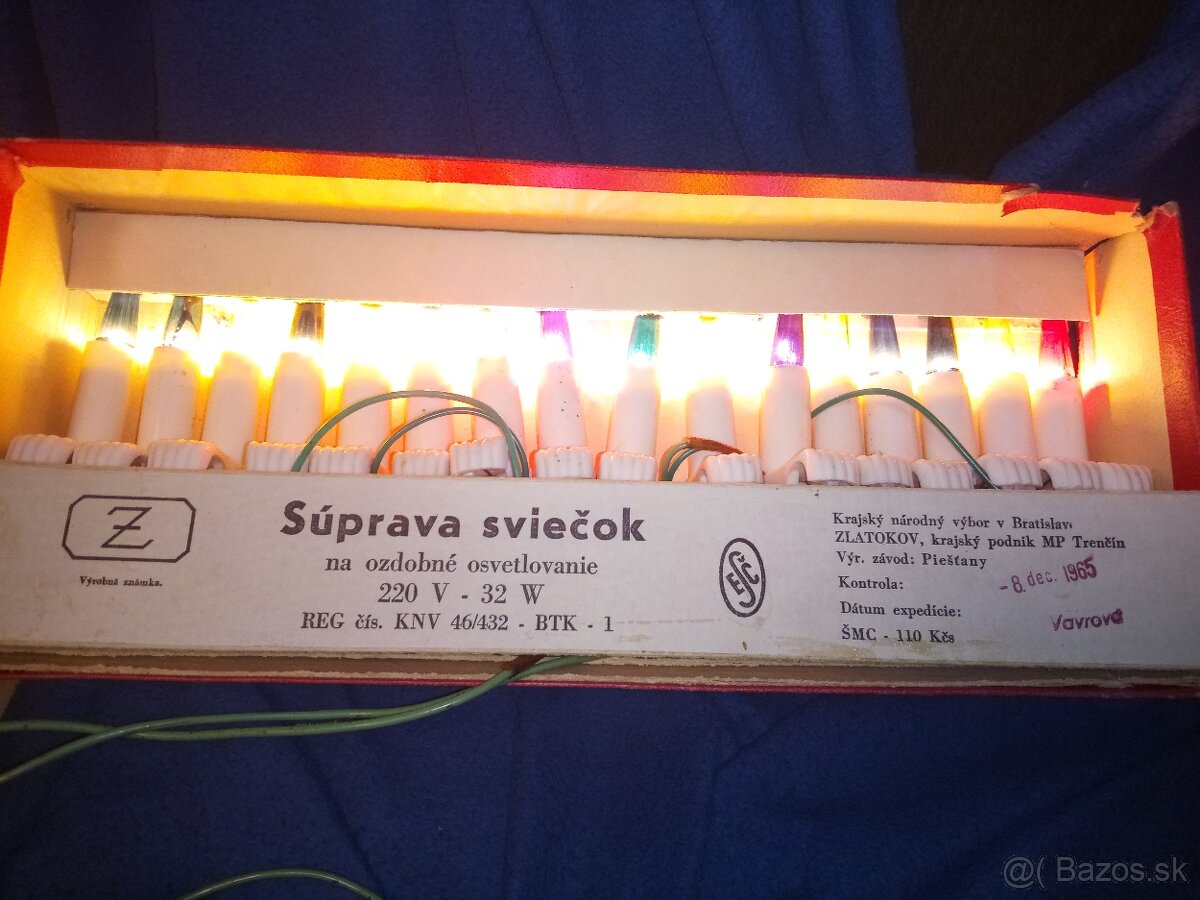 Z
Výrobná známka.
Súprava sviečok
na ozdobné osvetlovanie
220 V - 32 W
REG čís. KNV 46/432 - BTK - 1
EŠČ
Krajský národný výbor v Bratislave
ZLATOKOV, krajský podnik MP Trenčín
Výr. závod: Piešťany
Kontrola: - 8. dec. 1965
Dátum expedície: Vavrová
ŠMC - 110 Kčs
@( Bazos.sk